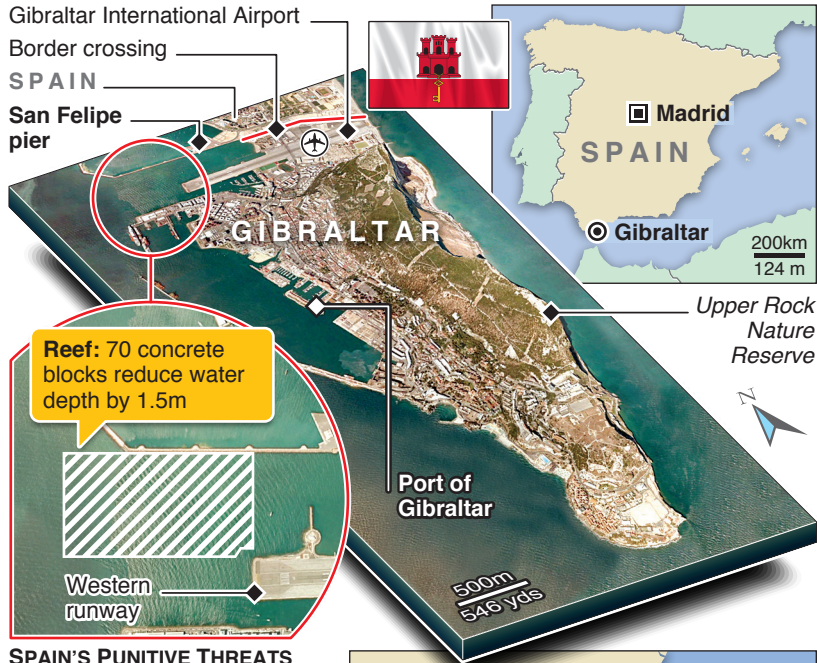 Gibraltar International Airport
Border crossing
SPAIN
San Felipe
pier
GIBRALTAR
Madrid
SPAIN
Gibraltar
200km
124 m
Upper Rock
Nature
Reserve
N
Reef: 70 concrete
blocks reduce water
depth by 1.5m
Port of
Gibraltar
Western
runway
500m
546 yds
SPAIN'S PUNITIVE THREATS